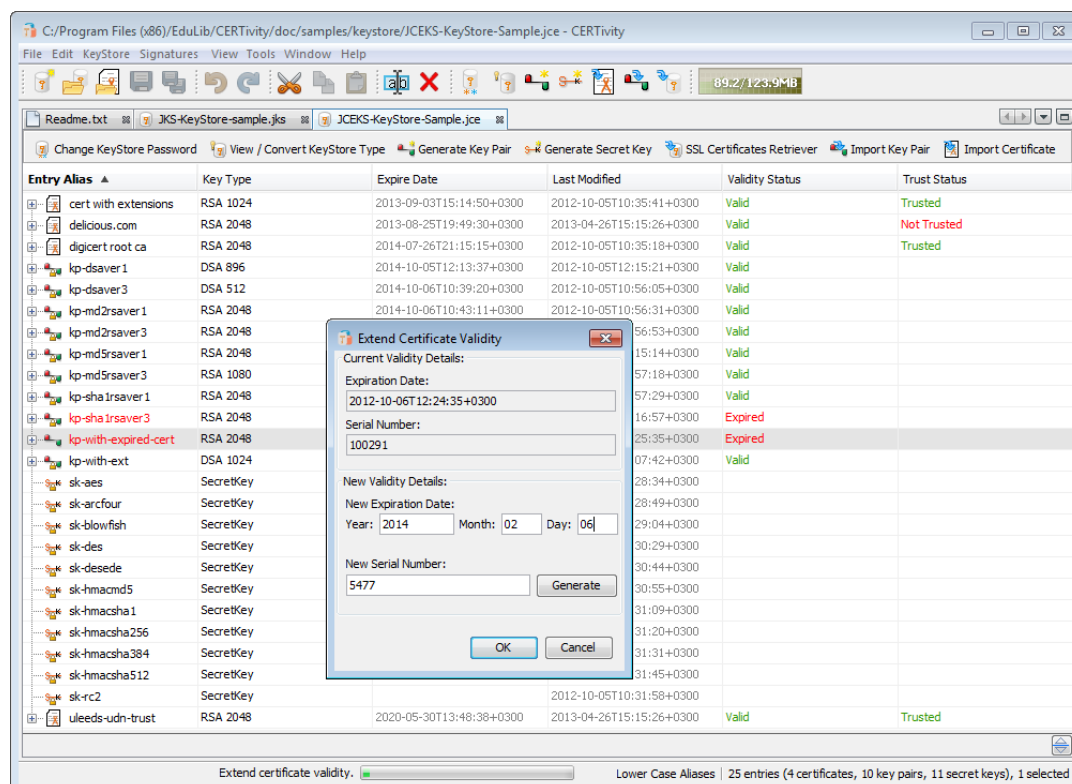 C:/Program Files (x86)/EduLib/CERTivity/doc/samples/keystore/JCEKS-KeyStore-Sample.jce - CERTivity
File Edit KeyStore Signatures View Tools Window Help
89.2/123.9MB
Readme.txt JKS-KeyStore-sample.jks JCEKS-KeyStore-Sample.jce
Change KeyStore Password View / Convert KeyStore Type Generate Key Pair Generate Secret Key SSL Certificates Retriever Import Key Pair Import Certificate
Entry Alias Key Type Expire Date Last Modified Validity Status Trust Status
cert with extensions RSA 1024 2013-09-03T15:14:50+0300 2012-10-05T10:35:41+0300 Valid Trusted
delicious.com RSA 2048 2013-08-25T19:49:30+0300 2013-04-26T15:15:26+0300 Valid Not Trusted
digicert root ca RSA 2048 2014-07-26T21:15:15+0300 2012-10-05T10:35:18+0300 Valid Trusted
kp-dsaver1 DSA 896 2014-10-05T12:13:37+0300 2012-10-05T12:15:21+0300 Valid
kp-dsaver3 DSA 512 2014-10-06T10:39:20+0300 2012-10-05T10:56:05+0300 Valid
kp-md2rsaver1 RSA 2048 2014-10-06T10:43:11+0300 2012-10-05T10:56:31+0300 Valid
kp-md2rsaver3 RSA 2048 56:53+0300 Valid
kp-md5rsaver1 RSA 2048 15:14+0300 Valid
kp-md5rsaver3 RSA 1080 57:18+0300 Valid
kp-sha1rsaver1 RSA 2048 57:29+0300 Valid
kp-sha1rsaver3 RSA 2048 16:57+0300 Expired
kp-with-expired-cert RSA 2048 25:35+0300 Expired
kp-with-ext DSA 1024 07:42+0300 Valid
sk-aes SecretKey 28:34+0300
sk-arcfour SecretKey 28:49+0300
sk-blowfish SecretKey 29:04+0300
sk-des SecretKey 30:29+0300
sk-desede SecretKey 30:44+0300
sk-hmacmd5 SecretKey 30:55+0300
sk-hmacsha1 SecretKey 31:09+0300
sk-hmacsha256 SecretKey 31:20+0300
sk-hmacsha384 SecretKey 31:31+0300
sk-hmacsha512 SecretKey 31:45+0300
sk-rc2 SecretKey 2012-10-05T10:31:58+0300
uleeds-udn-trust RSA 2048 2020-05-30T13:48:38+0300 2013-04-26T15:15:26+0300 Valid Trusted
Extend Certificate Validity
Current Validity Details:
Expiration Date:
2012-10-06T12:24:35+0300
Serial Number:
100291
New Validity Details:
New Expiration Date:
Year: 2014 Month: 02 Day: 06
New Serial Number:
5477 Generate
OK Cancel
Extend certificate validity. Lower Case Aliases 25 entries (4 certificates, 10 key pairs, 11 secret keys), 1 selected